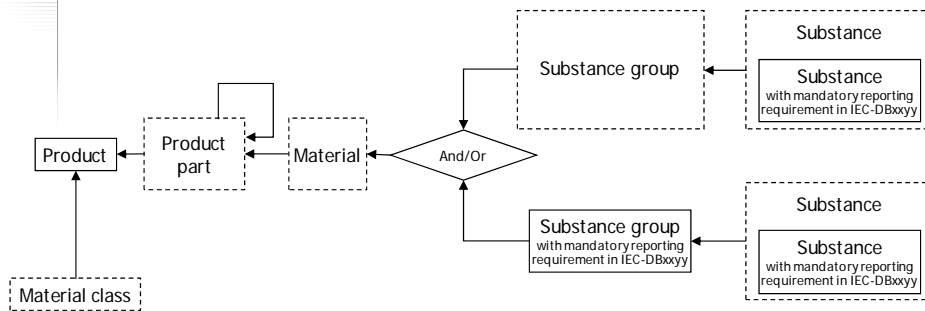 Substance
Substance
with mandatory reporting
requirement in IEC-DBxxyy
Substance group
Product
Product
part
Material
And/Or
Substance group
with mandatory reporting
requirement in IEC-DBxxyy
Substance
Substance
with mandatory reporting
requirement in IEC-DBxxyy
Material class